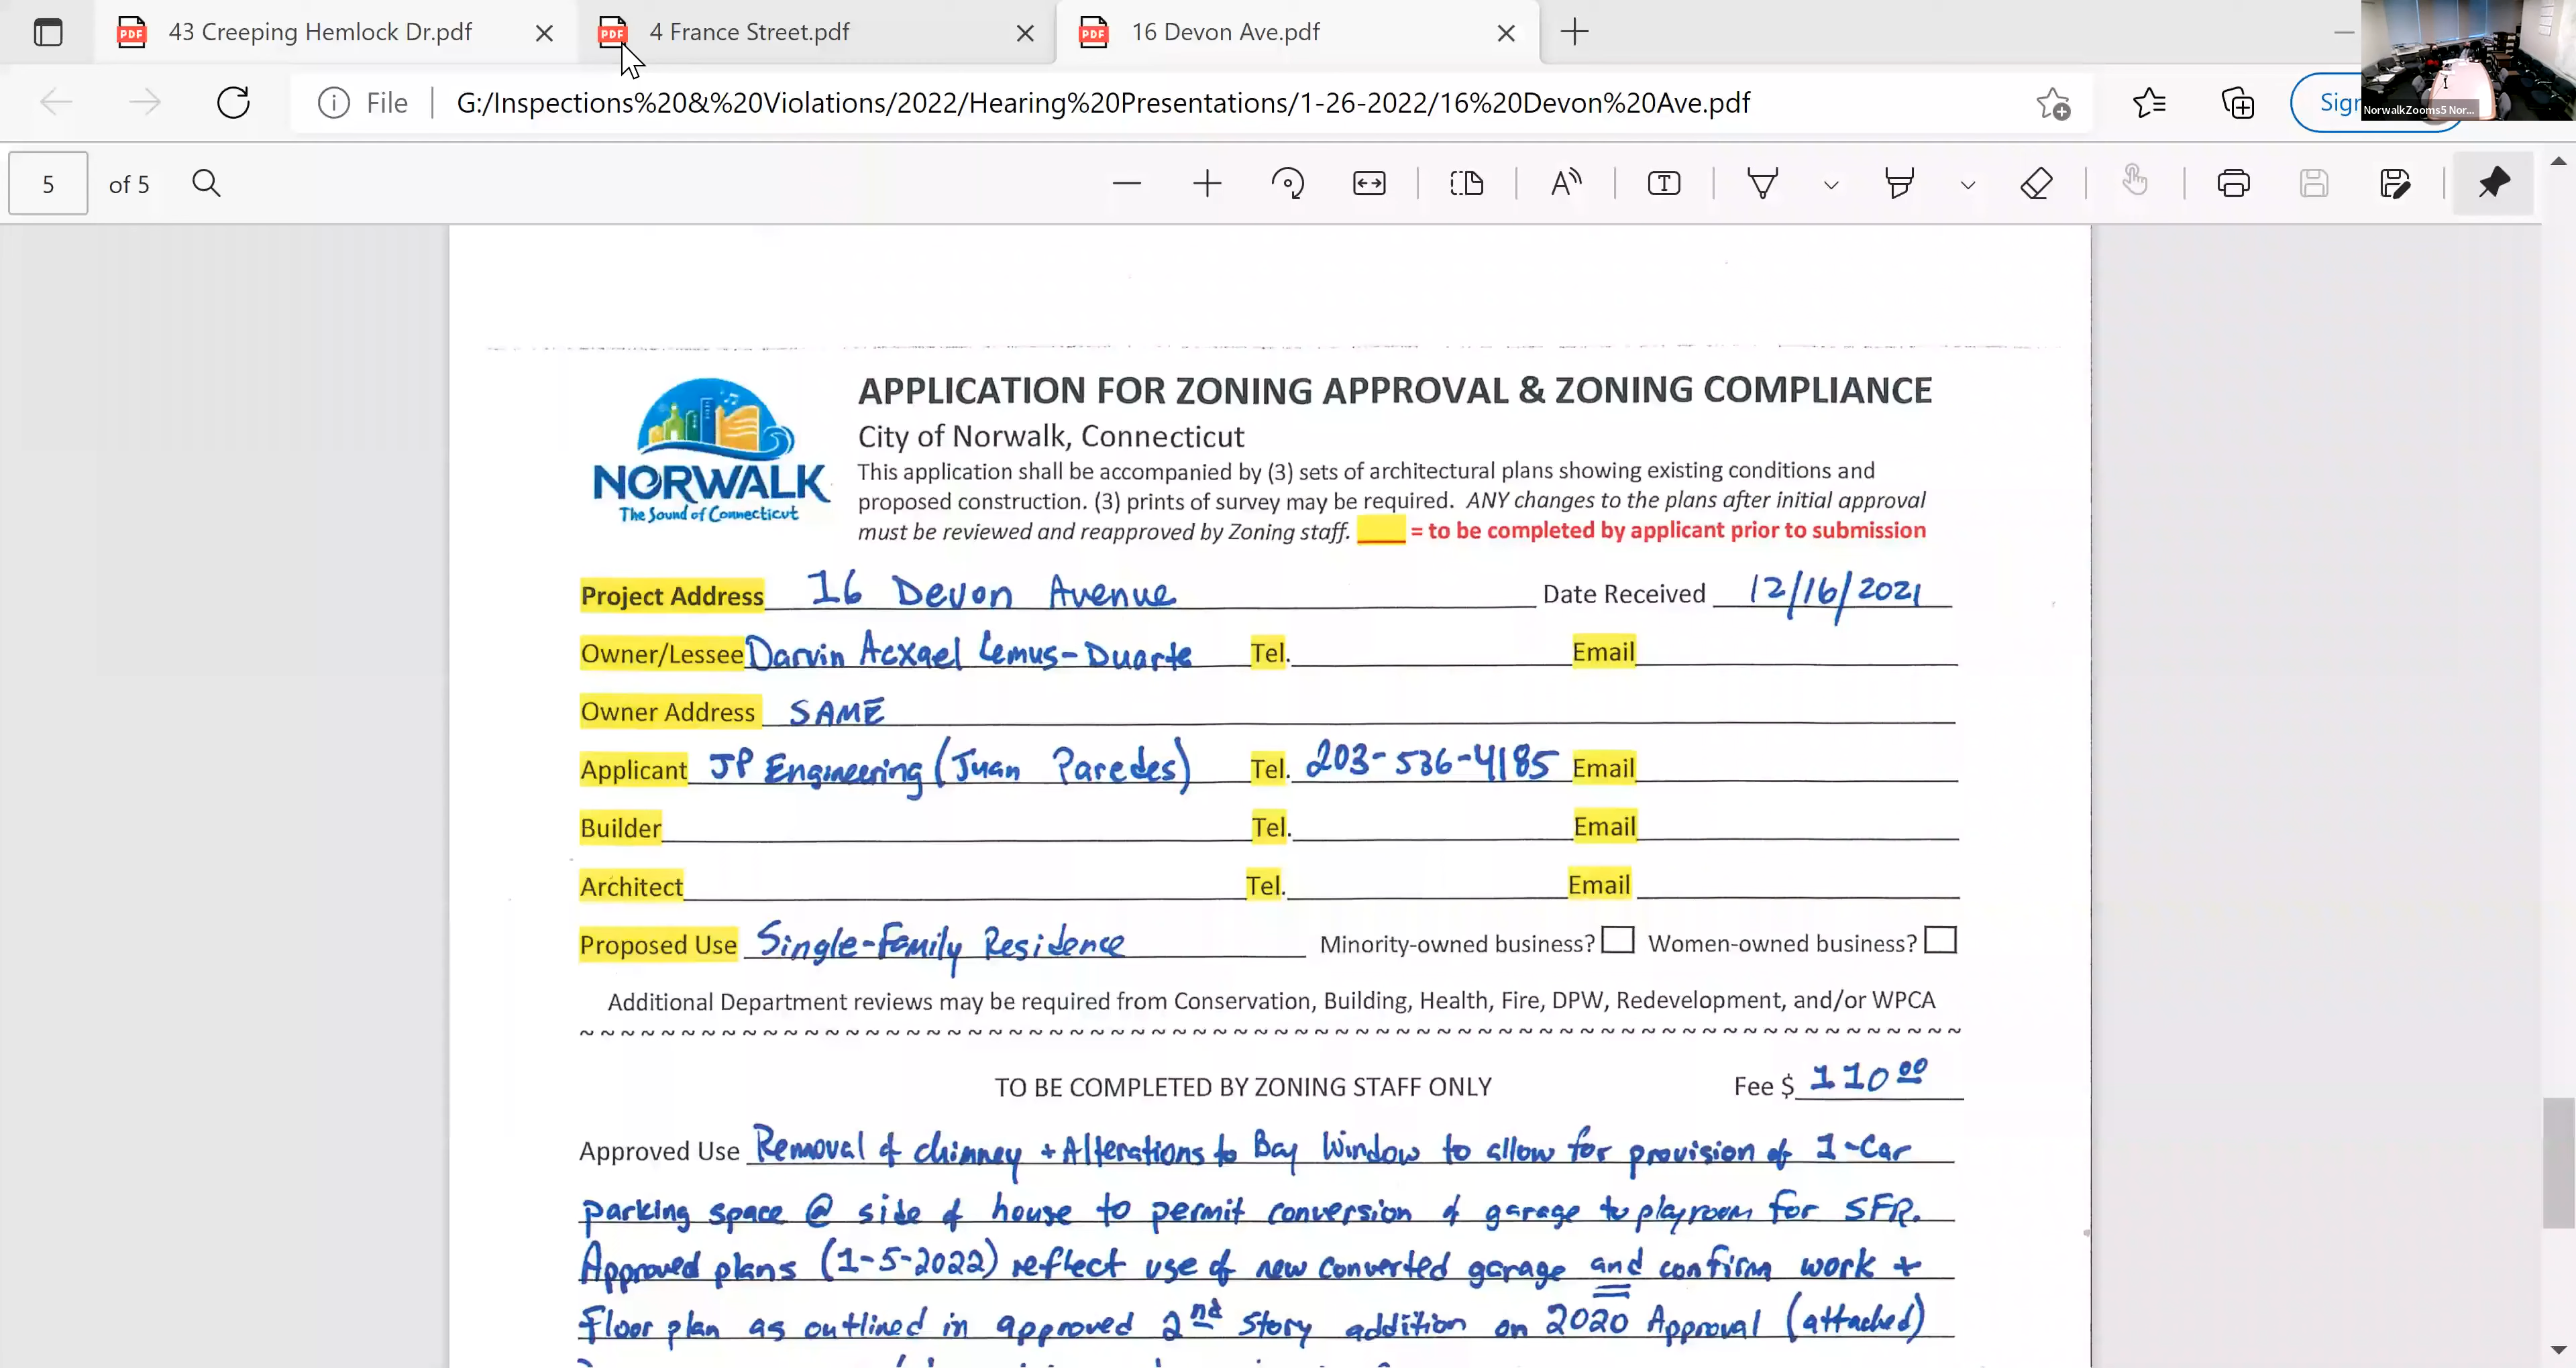 43 Creeping Hemlock Dr.pdf
4 France Street.pdf
16 Devon Ave.pdf
File
G:/Inspections%20&%20Violations/2022/Hearing%20Presentations/1-26-2022/16%20Devon%20Ave.pdf
NorwalkZooms5 Nor...
5 of 5
APPLICATION FOR ZONING APPROVAL & ZONING COMPLIANCE
City of Norwalk, Connecticut
This application shall be accompanied by (3) sets of architectural plans showing existing conditions and
proposed construction. (3) prints of survey may be required. ANY changes to the plans after initial approval
must be reviewed and reapproved by Zoning staff. = to be completed by applicant prior to submission
NORWALK
The Sound of Connecticut
Project Address 16 Devon Avenue Date Received 12/16/2021
Owner/Lessee Darvin Acxael Lemus-Duarte Tel. Email
Owner Address SAME
Applicant JP Engineering (Juan Paredes) Tel. 203-536-4185 Email
Builder Tel. Email
Architect Tel. Email
Proposed Use Single-Family Residence Minority-owned business? Women-owned business?
Additional Department reviews may be required from Conservation, Building, Health, Fire, DPW, Redevelopment, and/or WPCA
TO BE COMPLETED BY ZONING STAFF ONLY Fee $ 110 00
Approved Use Removal of chimney + Alterations to Bay Window to allow for provision of 1-Car
parking space @ side of house to permit conversion of garage to playroom for SFR.
Approved plans (1-5-2022) reflect use of new converted garage and confirm work +
Floor plan as outlined in approved 2nd Story addition on 2020 Approval (attached)